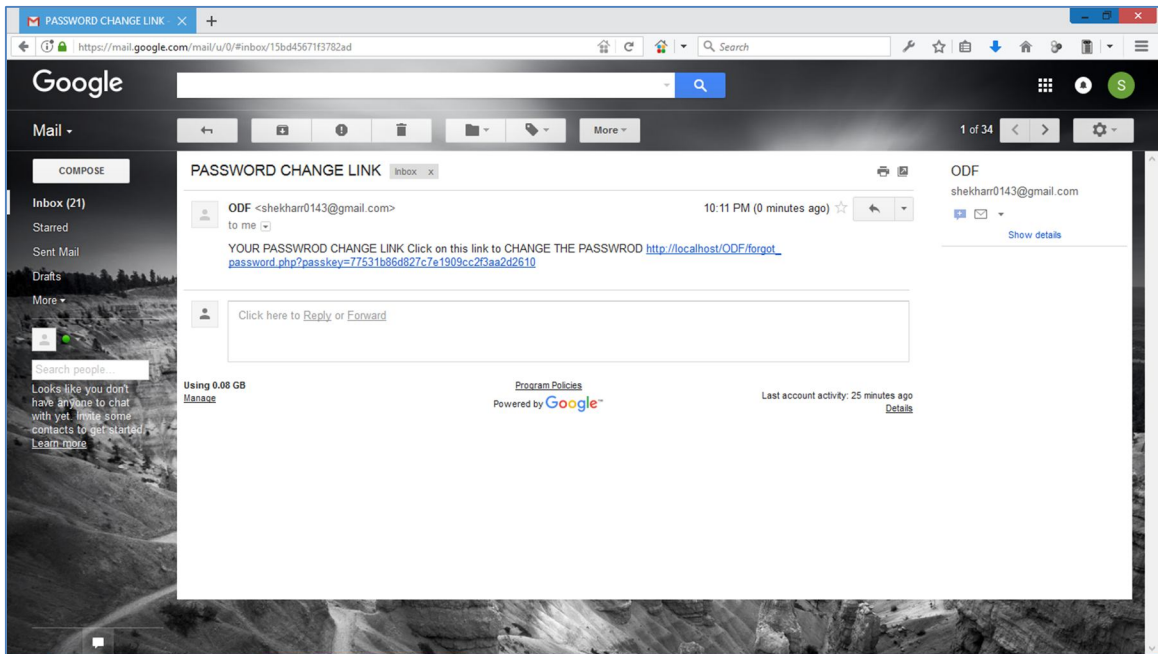 PASSWORD CHANGE LINK -
https://mail.google.com/mail/u/0/#inbox/15bd45671f3782ad
Search
Google
S
Mail
More
1 of 34
COMPOSE
Inbox (21)
Starred
Sent Mail
Drafts
More
Search people...
Looks like you don't
have anyone to chat
with yet. Invite some
contacts to get started.
Learn more
PASSWORD CHANGE LINK Inbox x
ODF <shekharr0143@gmail.com>
10:11 PM (0 minutes ago)
to me
YOUR PASSWROD CHANGE LINK Click on this link to CHANGE THE PASSWROD http://localhost/ODF/forgot_
password.php?passkey=77531b86d827c7e1909cc2f3aa2d2610
Click here to Reply or Forward
Using 0.08 GB
Manage
Program Policies
Powered by Google™
Last account activity: 25 minutes ago
Details
ODF
shekharr0143@gmail.com
Show details